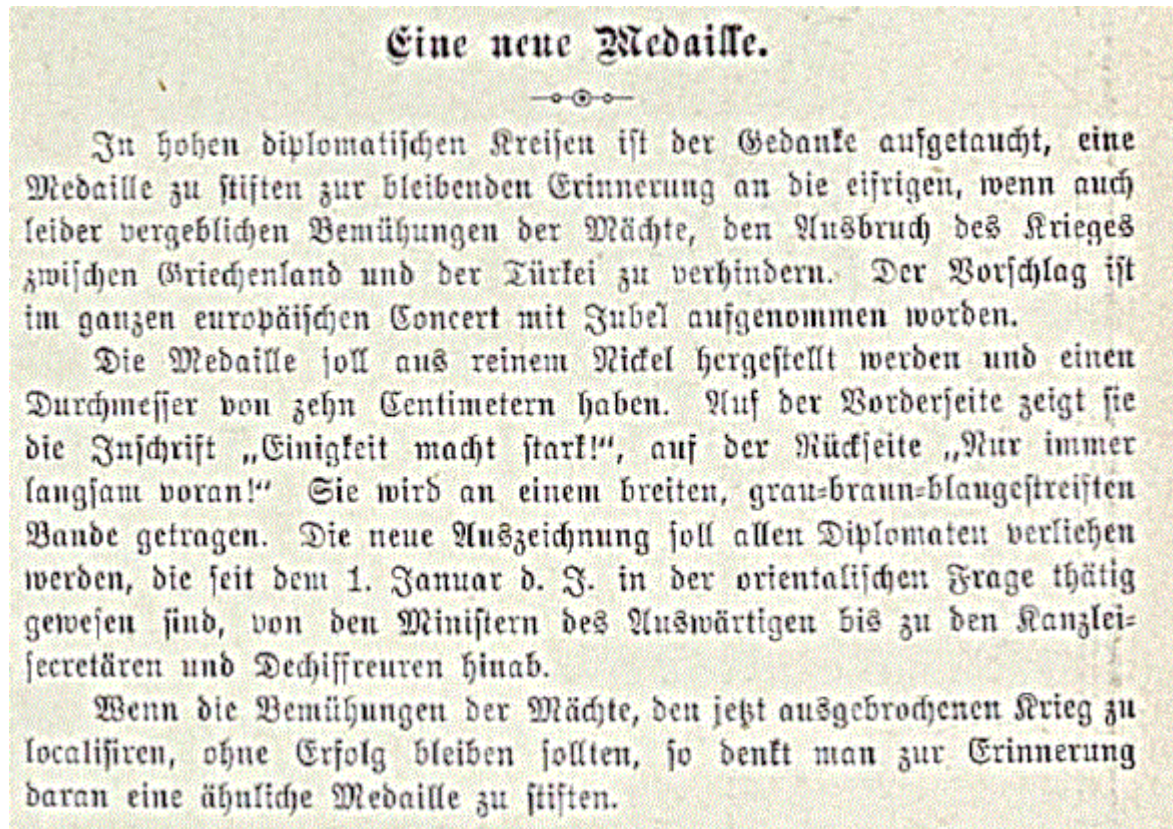 Eine neue Medaille.
In hohen diplomatischen Kreisen ist der Gedanke aufgetaucht, eine
Medaille zu stiften zur bleibenden Erinnerung an die eifrigen, wenn auch
leider vergeblichen Bemühungen der Mächte, den Ausbruch des Krieges
zwischen Griechenland und der Türkei zu verhindern. Der Vorschlag ist
im ganzen europäischen Concert mit Jubel aufgenommen worden.
Die Medaille soll aus reinem Nickel hergestellt werden und einen
Durchmesser von zehn Centimetern haben. Auf der Vorderseite zeigt sie
die Inschrift „Einigkeit macht stark!“, auf der Rückseite „Nur immer
langsam voran!“ Sie wird an einem breiten, grau-braun-blaugestreiften
Bande getragen. Die neue Auszeichnung soll allen Diplomaten verliehen
werden, die seit dem 1. Januar d. J. in der orientalischen Frage thätig
gewesen sind, von den Ministern des Auswärtigen bis zu den Kanzlei-
secretären und Dechiffreuren hinab.
Wenn die Bemühungen der Mächte, den jetzt ausgebrochenen Krieg zu
localisiren, ohne Erfolg bleiben sollten, so denkt man zur Erinnerung
daran eine ähnliche Medaille zu stiften.